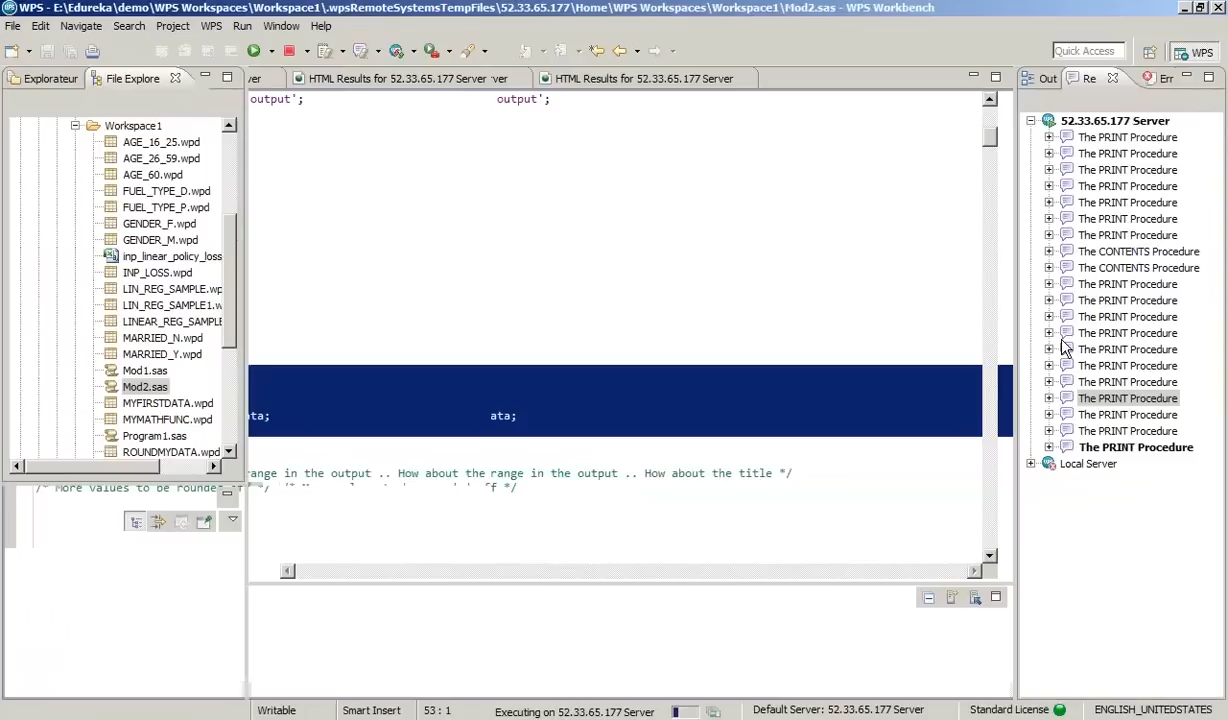 WPS - E:\Edureka\demo\WPS Workspaces\Workspace1\.wpsRemoteSystemsTempFiles\52.33.65.177\Home\WPS Workspaces\Workspace1\Mod2.sas - WPS Workbench
File Edit Navigate Search Project WPS Run Window Help
Quick Access
WPS
Explorateur
File Explore
ver
HTML Results for 52.33.65.177 Server
ver
HTML Results for 52.33.65.177 Server
Out
Re
Err
Workspace1
AGE_16_25.wpd
AGE_26_59.wpd
AGE_60.wpd
FUEL_TYPE_D.wpd
FUEL_TYPE_P.wpd
GENDER_F.wpd
GENDER_M.wpd
inp_linear_policy_loss
INP_LOSS.wpd
LIN_REG_SAMPLE.wp
LIN_REG_SAMPLE1.w
LINEAR_REG_SAMPLE
MARRIED_N.wpd
MARRIED_Y.wpd
Mod1.sas
Mod2.sas
MYFIRSTDATA.wpd
MYMATHFUNC.wpd
Program1.sas
ROUNDMYDATA.wpd
output'; output';
ata; ata;
range in the output .. How about the range in the output .. How about the title */
/* More values to be rounded
ff */
52.33.65.177 Server
The PRINT Procedure
The PRINT Procedure
The PRINT Procedure
The PRINT Procedure
The PRINT Procedure
The PRINT Procedure
The PRINT Procedure
The CONTENTS Procedure
The CONTENTS Procedure
The PRINT Procedure
The PRINT Procedure
The PRINT Procedure
The PRINT Procedure
The PRINT Procedure
The PRINT Procedure
The PRINT Procedure
The PRINT Procedure
The PRINT Procedure
The PRINT Procedure
The PRINT Procedure
Local Server
Writable Smart Insert 53 : 1 Executing on 52.33.65.177 Server Default Server: 52.33.65.177 Server Standard License ENGLISH_UNITEDSTATES